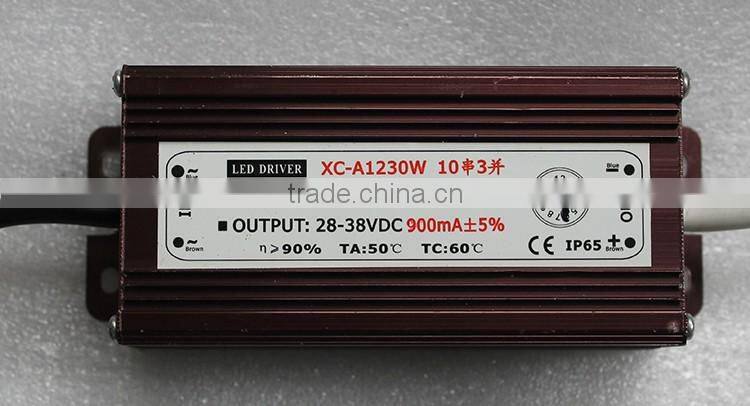 LED DRIVER XC-A1230W 10串3并
trade.china.cn
OUTPUT: 28-38VDC 900mA±5%
η≥90% TA:50℃ TC:60℃ CE IP65
~
Blue
I
~
Brown
Blue
O
+
Brown